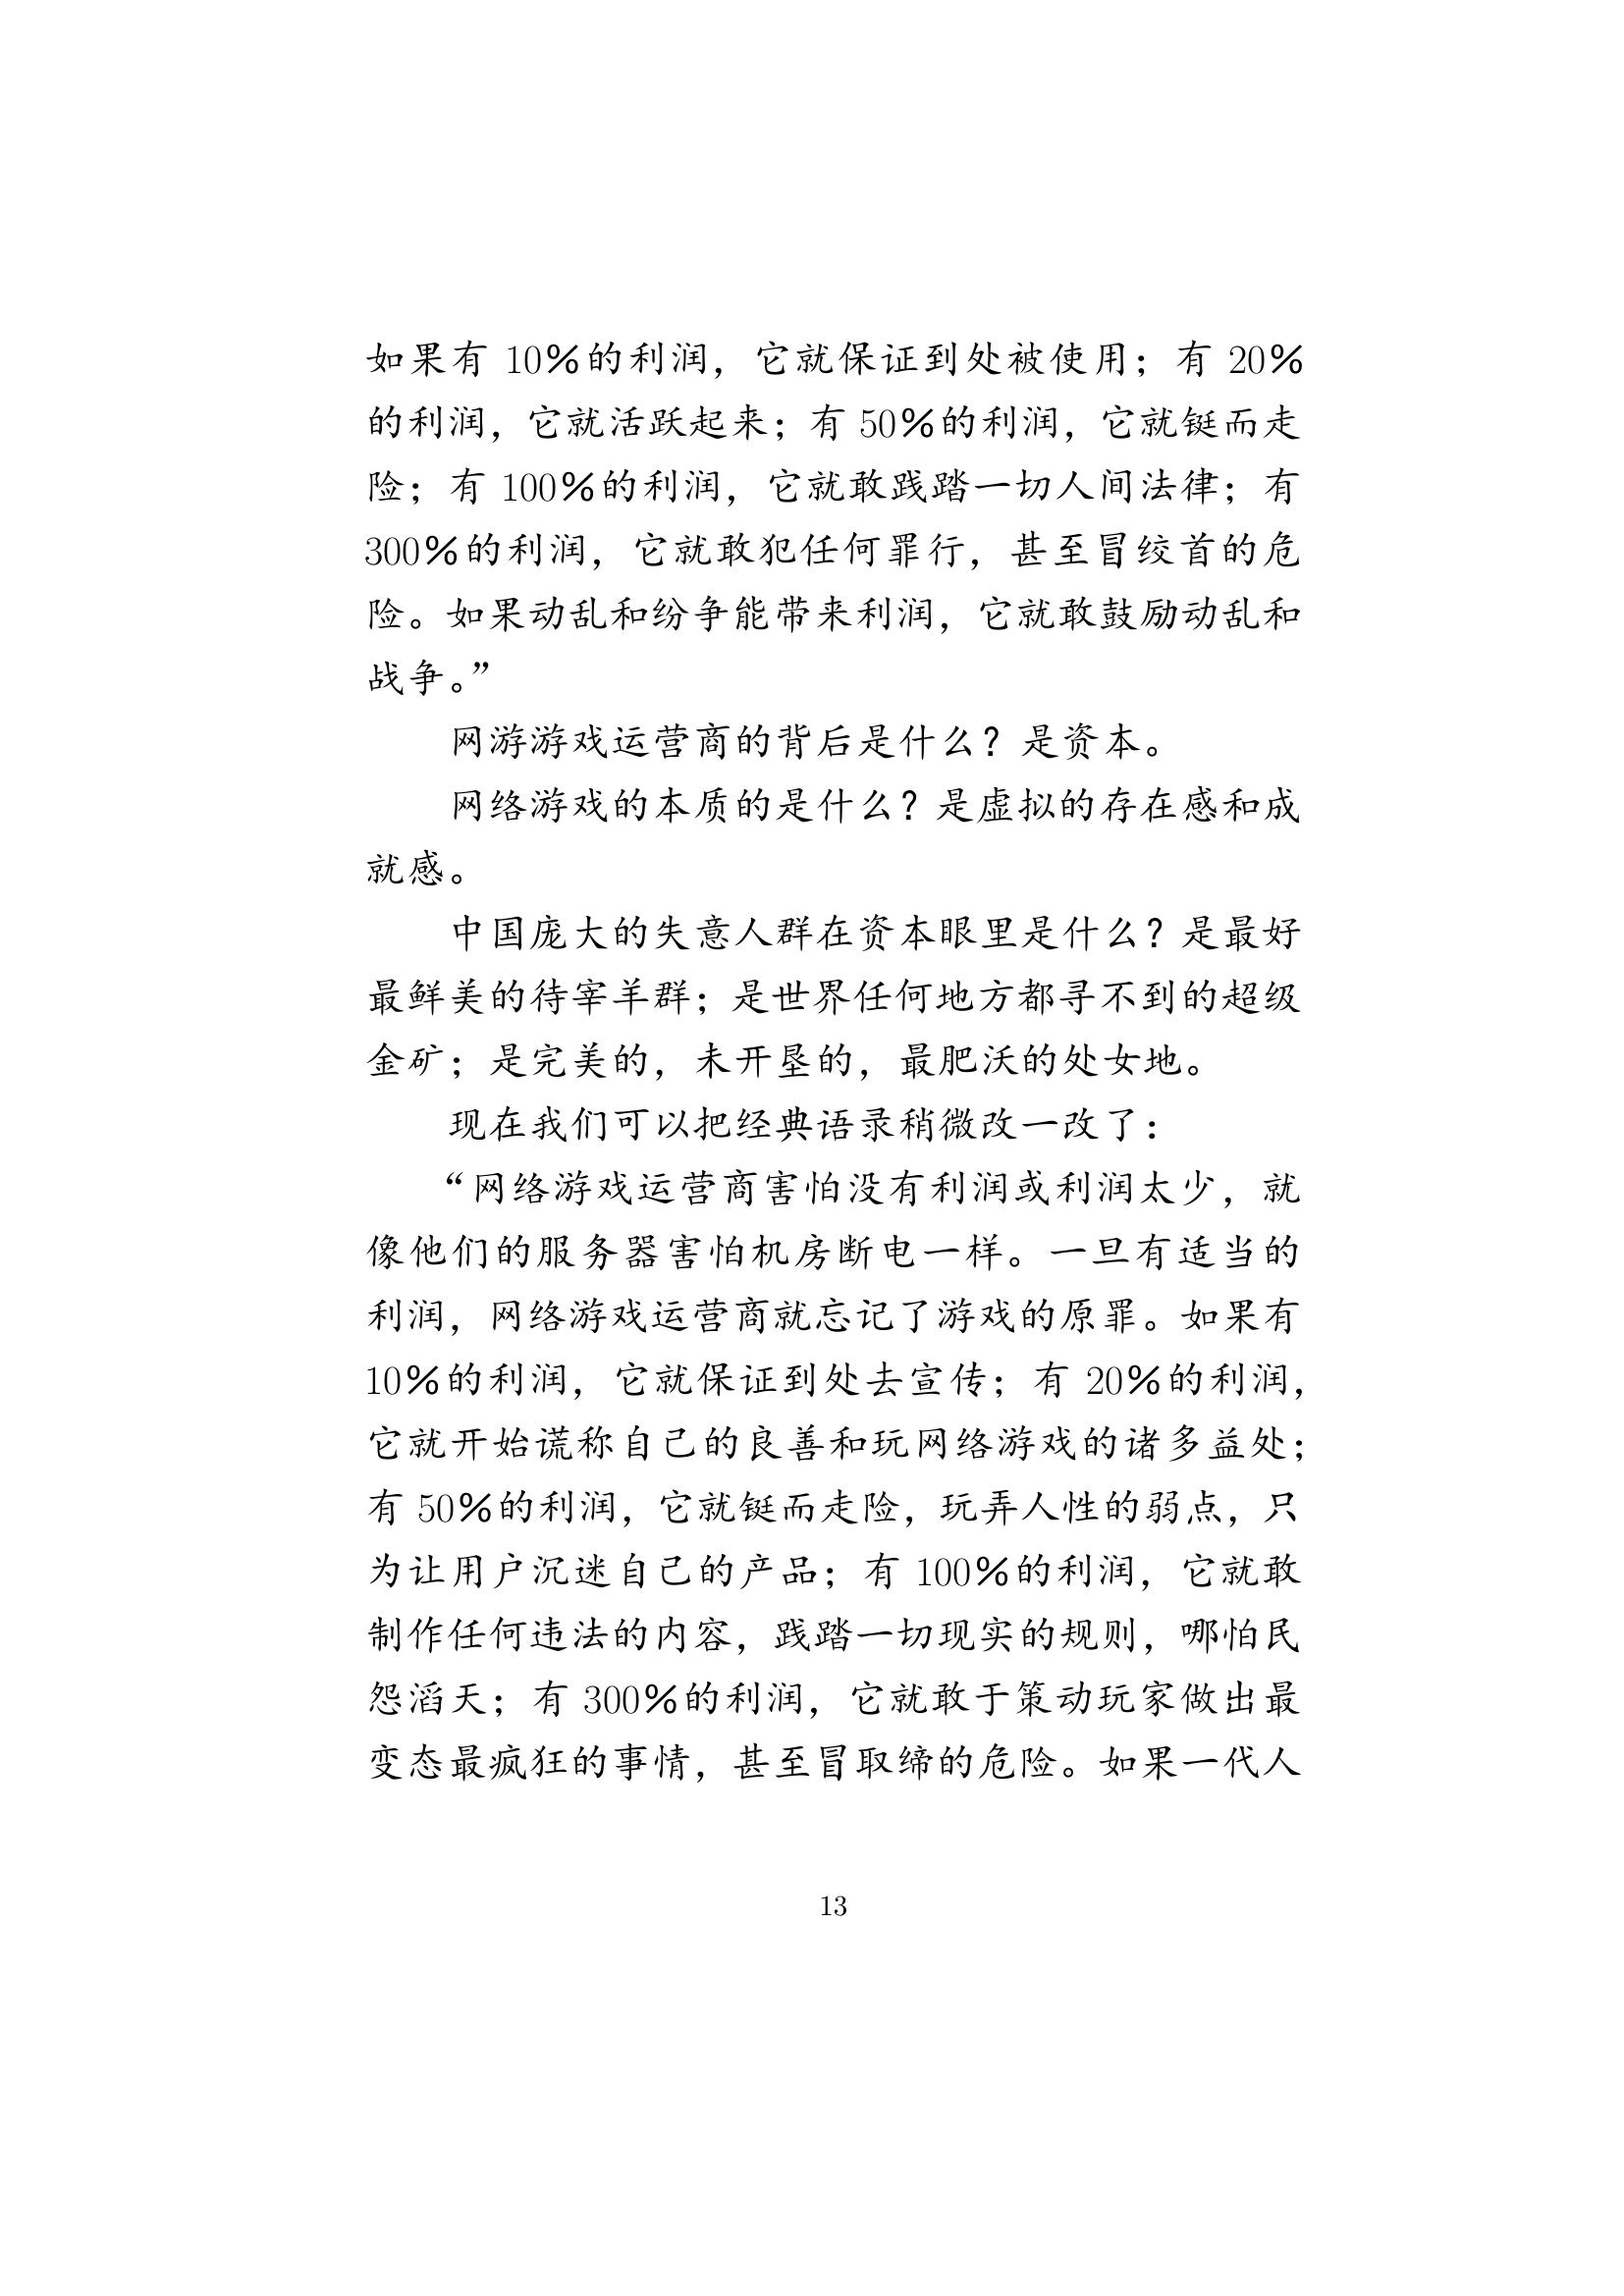 如果有 10%的利润，它就保证到处被使用；有 20%
的利润，它就活跃起来；有 50%的利润，它就铤而走
险；有 100%的利润，它就敢践踏一切人间法律；有
300%的利润，它就敢犯任何罪行，甚至冒绞首的危
险。如果动乱和纷争能带来利润，它就敢鼓励动乱和
战争。”
网游游戏运营商的背后是什么？是资本。
网络游戏的本质的是什么？是虚拟的存在感和成
就感。
中国庞大的失意人群在资本眼里是什么？是最好
最鲜美的待宰羊群；是世界任何地方都寻不到的超级
金矿；是完美的，未开垦的，最肥沃的处女地。
现在我们可以把经典语录稍微改一改了：
“网络游戏运营商害怕没有利润或利润太少，就
像他们的服务器害怕机房断电一样。一旦有适当的
利润，网络游戏运营商就忘记了游戏的原罪。如果有
10%的利润，它就保证到处去宣传；有 20%的利润，
它就开始谎称自己的良善和玩网络游戏的诸多益处；
有 50%的利润，它就铤而走险，玩弄人性的弱点，只
为让用户沉迷自己的产品；有 100%的利润，它就敢
制作任何违法的内容，践踏一切现实的规则，哪怕民
怨滔天；有 300%的利润，它就敢于策动玩家做出最
变态最疯狂的事情，甚至冒取缔的危险。如果一代人
13